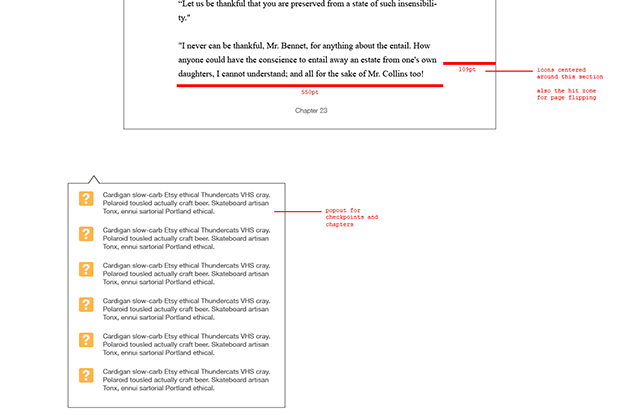 “Let us be thankful that you are preserved from a state of such insensibili-
ty."
"I never can be thankful, Mr. Bennet, for anything about the entail. How
anyone could have the conscience to entail away an estate from one's own
daughters, I cannot understand; and all for the sake of Mr. Collins too!
109pt
icons centered
around this section
also the hit zone
for page flipping
550pt
Chapter 23
? Cardigan slow-carb Etsy ethical Thundercats VHS cray.
Polaroid tousled actually craft beer. Skateboard artisan
Tonx, ennui sartorial Portland ethical.
popout for
checkpoints and
chapters
? Cardigan slow-carb Etsy ethical Thundercats VHS cray.
Polaroid tousled actually craft beer. Skateboard artisan
Tonx, ennui sartorial Portland ethical.
? Cardigan slow-carb Etsy ethical Thundercats VHS cray.
Polaroid tousled actually craft beer. Skateboard artisan
Tonx, ennui sartorial Portland ethical.
? Cardigan slow-carb Etsy ethical Thundercats VHS cray.
Polaroid tousled actually craft beer. Skateboard artisan
Tonx, ennui sartorial Portland ethical.
? Cardigan slow-carb Etsy ethical Thundercats VHS cray.
Polaroid tousled actually craft beer. Skateboard artisan
Tonx, ennui sartorial Portland ethical.
? Cardigan slow-carb Etsy ethical Thundercats VHS cray.
Polaroid tousled actually craft beer. Skateboard artisan
Tonx, ennui sartorial Portland ethical.